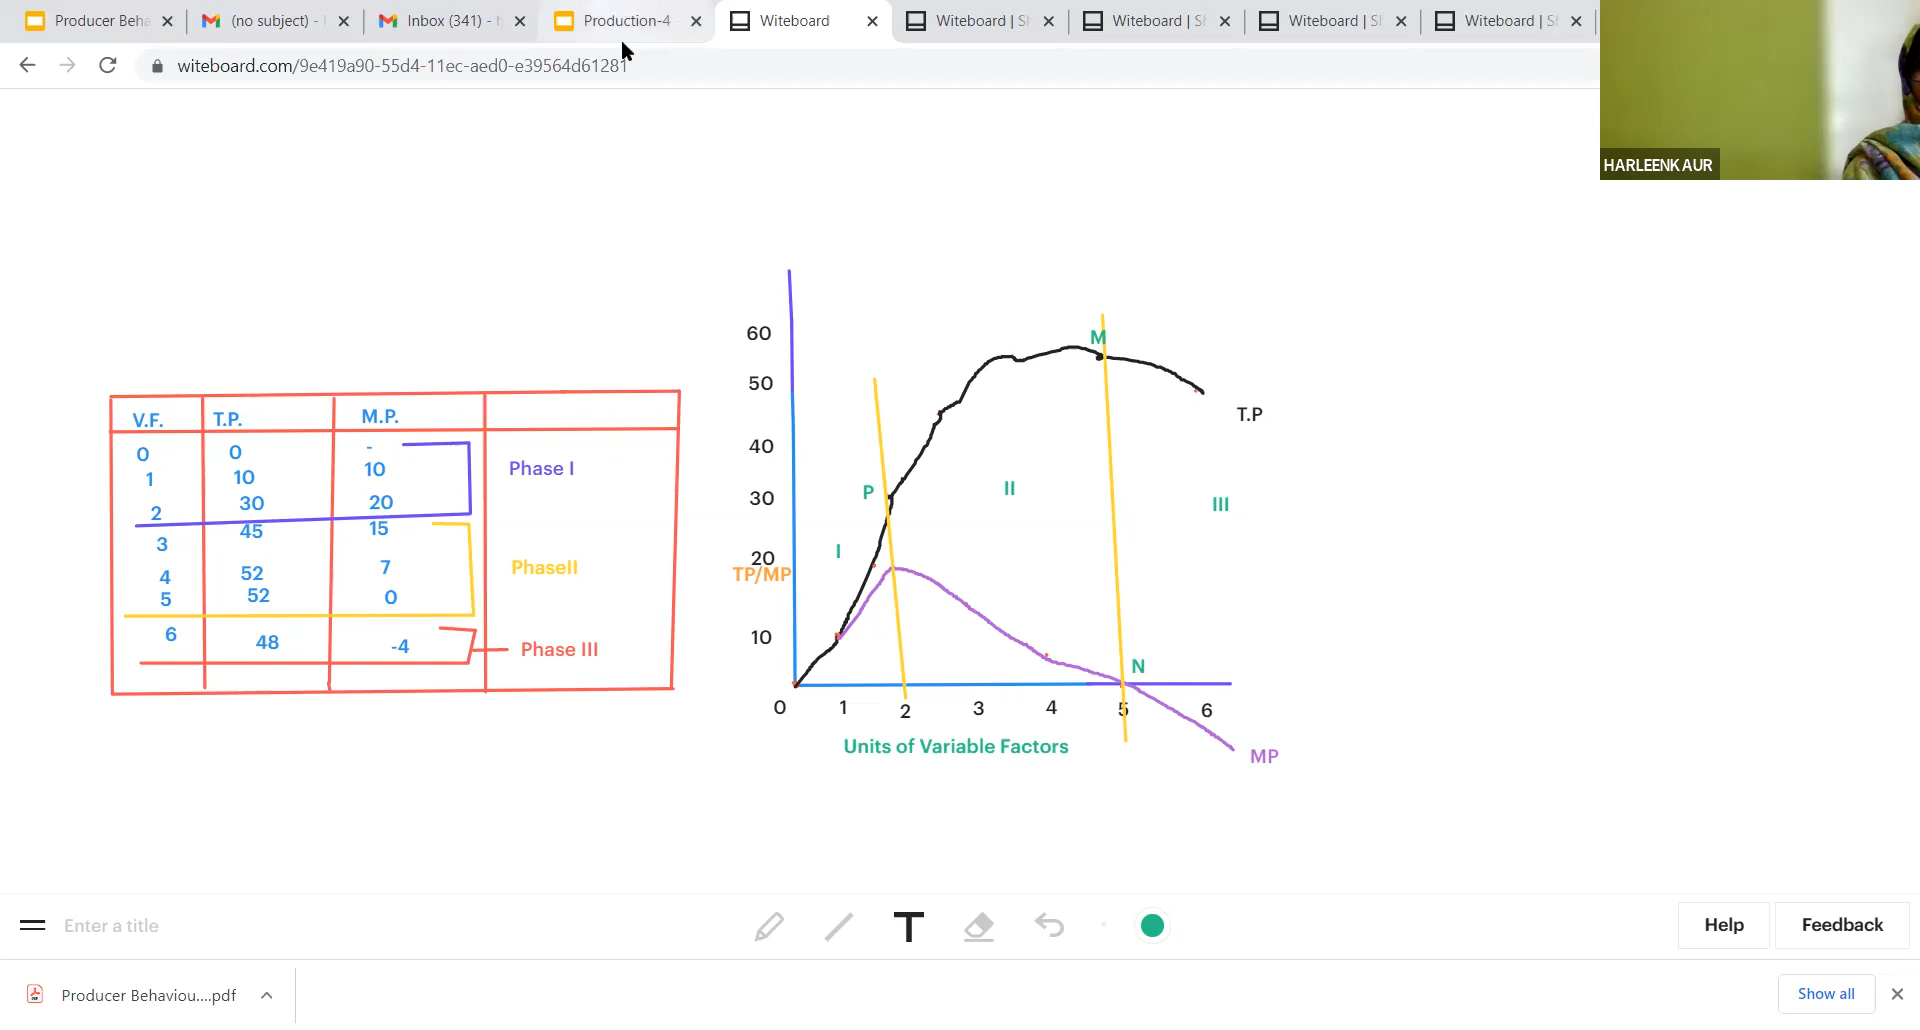 Producer Beha
(no subject) -
Inbox (341) -
Production-4
Witeboard
Witeboard | Sh
Witeboard | Sh
Witeboard | Sh
Witeboard | Sh
witeboard.com/9e419a90-55d4-11ec-aed0-e39564d61281
HARLEENKAUR
V.F. T.P. M.P.
0 0 -
1 10 10
2 30 20
3 45 15
4 52 7
5 52 0
6 48 -4
Phase I
PhaseII
Phase III
60
50
40
30
20
TP/MP
10
M
T.P
P
II
III
I
N
0 1 2 3 4 5 6
Units of Variable Factors
MP
Enter a title
T
Help
Feedback
Producer Behaviou....pdf
Show all